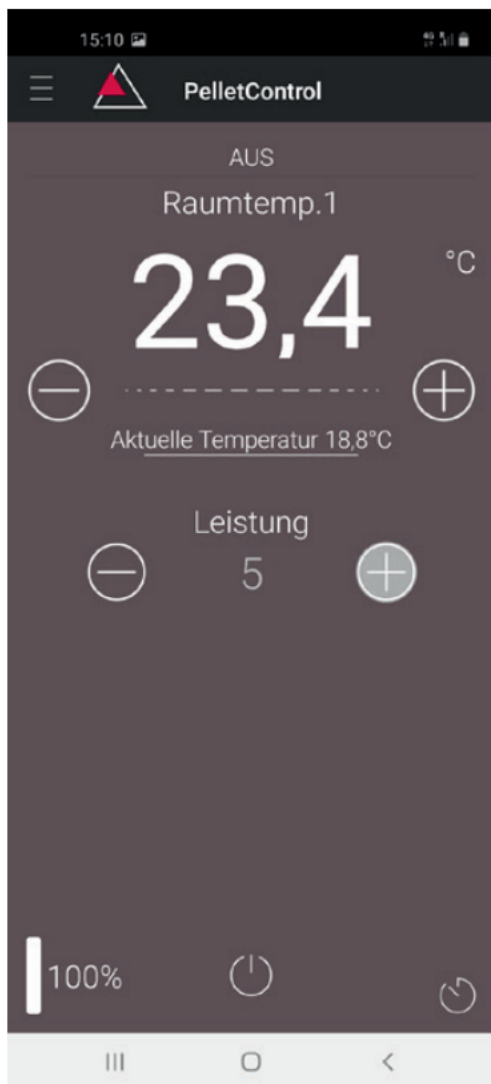 15:10
PelletControl
AUS
Raumtemp.1
23,4
°C
Aktuelle Temperatur 18,8°C
Leistung
5
100%